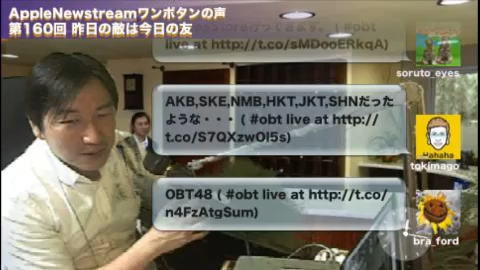 AppleNewstreamワンボタンの声
第160回 昨日の敵は今日の友
live at http://t.co/sMDooERkqA)
soruto_eyes
AKB,SKE,NMB,HKT,JKT,SHNだった
ような・・・ ( #obt live at http://
t.co/S7QXzwOl5s)
Hahaha
tokimago
OBT48 ( #obt live at http://t.co/
n4FzAtgSum)
bra_ford